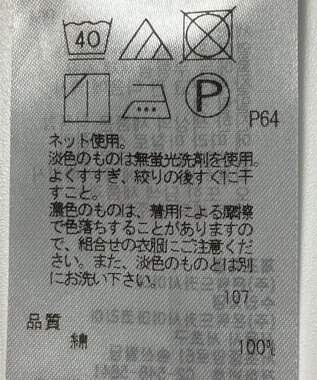 40
P
P64
ネット使用。
淡色のものは無蛍光洗剤を使用。
よくすすぎ、絞りの後すぐに干
すこと。
濃色のものは、着用による摩擦
で色落ちすることがありますの
で、組合せの衣服にご注意くだ
さい。また、淡色のものとは別
にお洗い下さい。
107
品質
綿 100%